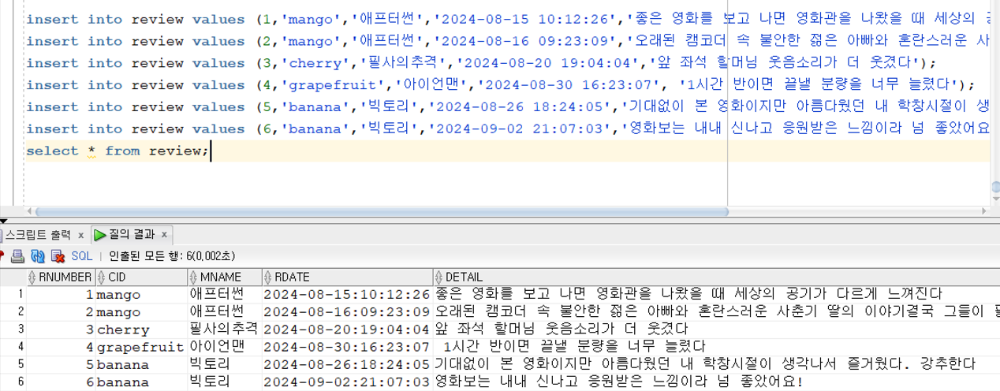 insert into review values (1,'mango','애프터썬','2024-08-15 10:12:26','좋은 영화를 보고 나면 영화관을 나왔을 때 세상의
insert into review values (2,'mango','애프터썬','2024-08-16 09:23:09','오래된 캠코더 속 불안한 젊은 아빠와 혼란스러운 사
insert into review values (3,'cherry','필사의추격','2024-08-20 19:04:04','앞 좌석 할머님 웃음소리가 더 웃겼다');
insert into review values (4,'grapefruit','아이언맨','2024-08-30 16:23:07', '1시간 반이면 끝낼 분량을 너무 늘렸다');
insert into review values (5,'banana','빅토리','2024-08-26 18:24:05','기대없이 본 영화이지만 아름다웠던 내 학창시절이 생
insert into review values (6,'banana','빅토리','2024-09-02 21:07:03','영화보는 내내 신나고 응원받은 느낌이라 넘 좋았어요
select * from review;
스크립트 출력 x 질의 결과 x
SQL | 인출된 모든 행: 6(0,002초)
RNUMBER CID MNAME RDATE DETAIL
1 1 mango 애프터썬 2024-08-15:10:12:26 좋은 영화를 보고 나면 영화관을 나왔을 때 세상의 공기가 다르게 느껴진다
2 2 mango 애프터썬 2024-08-16:09:23:09 오래된 캠코더 속 불안한 젊은 아빠와 혼란스러운 사춘기 딸의 이야기결국 그들이
3 3 cherry 필사의추격 2024-08-20:19:04:04 앞 좌석 할머님 웃음소리가 더 웃겼다
4 4 grapefruit 아이언맨 2024-08-30:16:23:07 1시간 반이면 끝낼 분량을 너무 늘렸다
5 5 banana 빅토리 2024-08-26:18:24:05 기대없이 본 영화이지만 아름다웠던 내 학창시절이 생각나서 즐거웠다. 강추한다
6 6 banana 빅토리 2024-09-02:21:07:03 영화보는 내내 신나고 응원받은 느낌이라 넘 좋았어요!